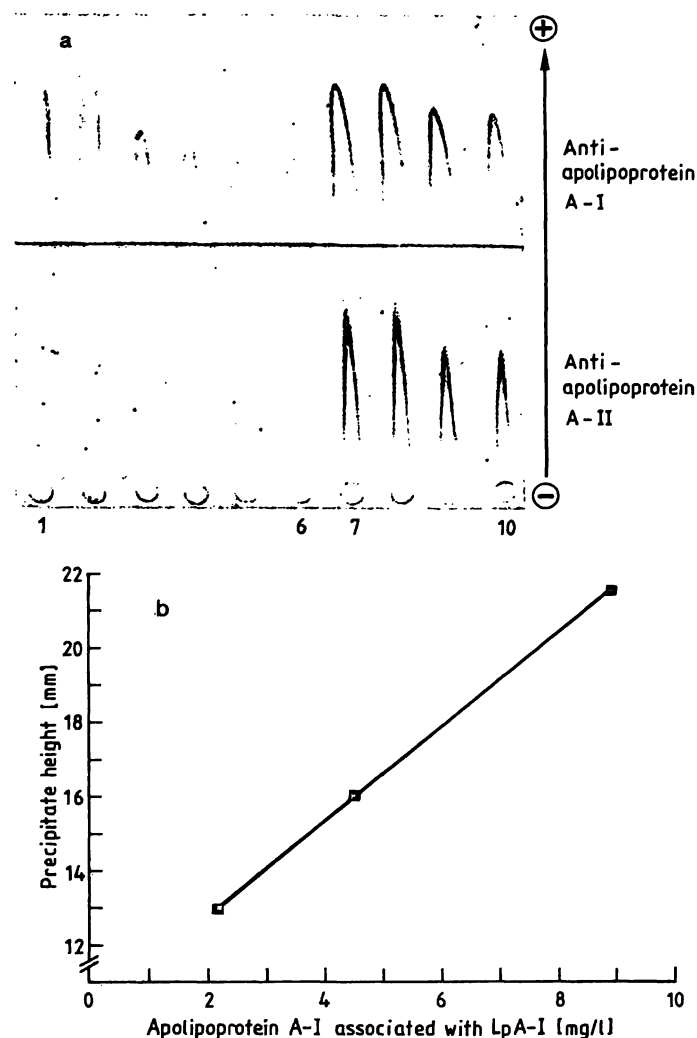 a
⊕
Anti-
apolipoprotein
A-I
Anti-
apolipoprotein
A-II
⊖
1 6 7 10
b
22
20
18
16
14
12
Precipitate height [mm]
0 2 4 6 8 10
Apolipoprotein A-I associated with LpA-I [mg/l]